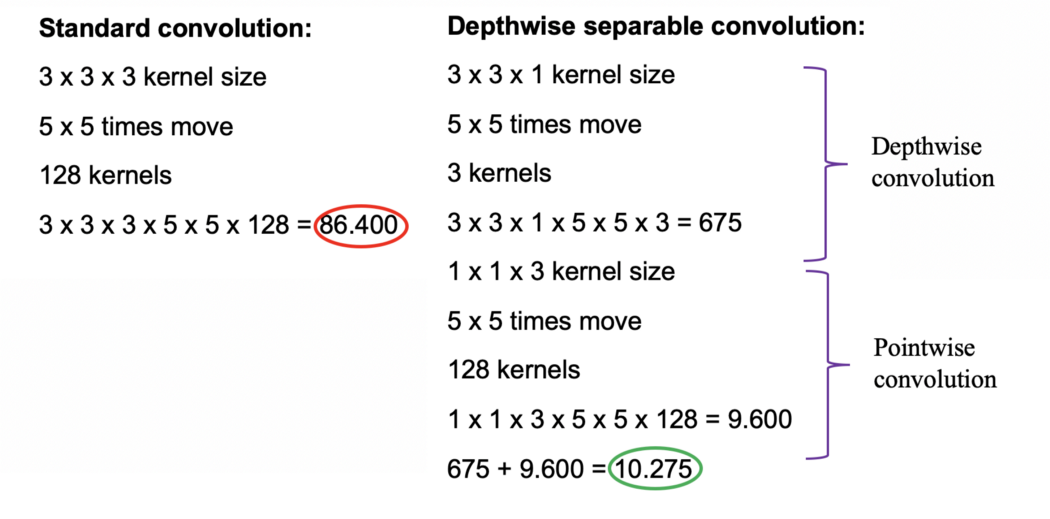 Standard convolution:
3 x 3 x 3 kernel size
5 x 5 times move
128 kernels
3 x 3 x 3 x 5 x 5 x 128 = 86.400
Depthwise separable convolution:
3 x 3 x 1 kernel size
5 x 5 times move
3 kernels
3 x 3 x 1 x 5 x 5 x 3 = 675
1 x 1 x 3 kernel size
5 x 5 times move
128 kernels
1 x 1 x 3 x 5 x 5 x 128 = 9.600
675 + 9.600 = 10.275
Depthwise
convolution
Pointwise
convolution